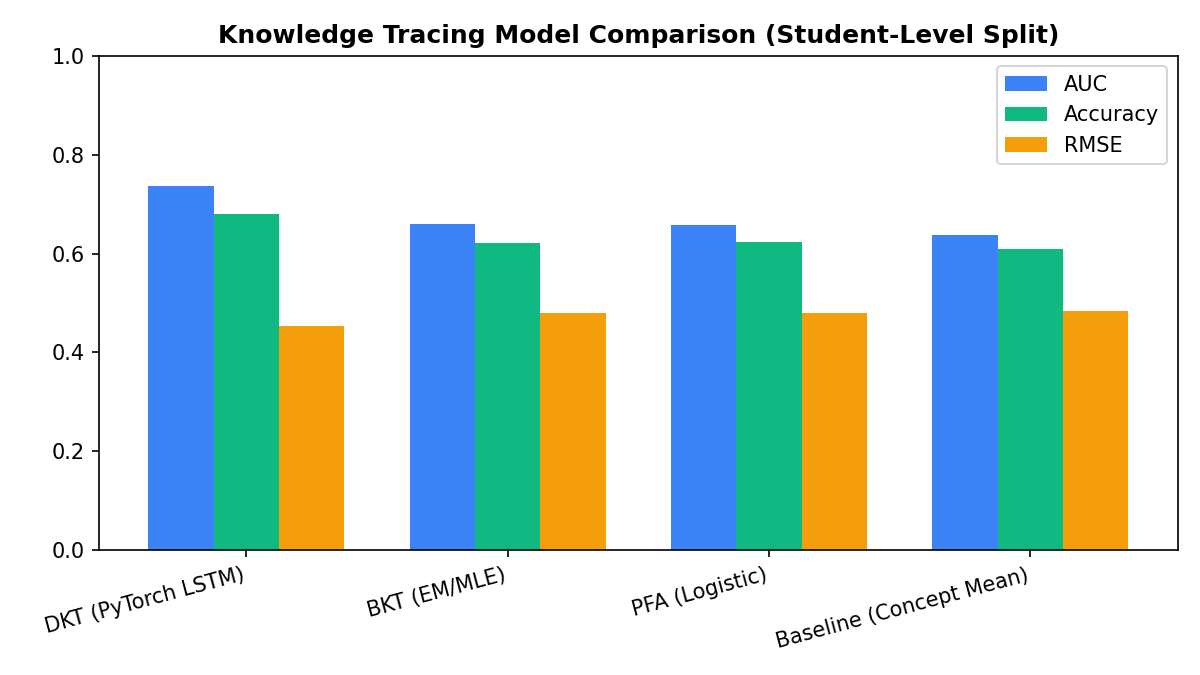 Knowledge Tracing Model Comparison (Student-Level Split)
1.0
0.8
0.6
0.4
0.2
0.0
AUC
Accuracy
RMSE
DKT (PyTorch LSTM)
BKT (EM/MLE)
PFA (Logistic)
Baseline (Concept Mean)